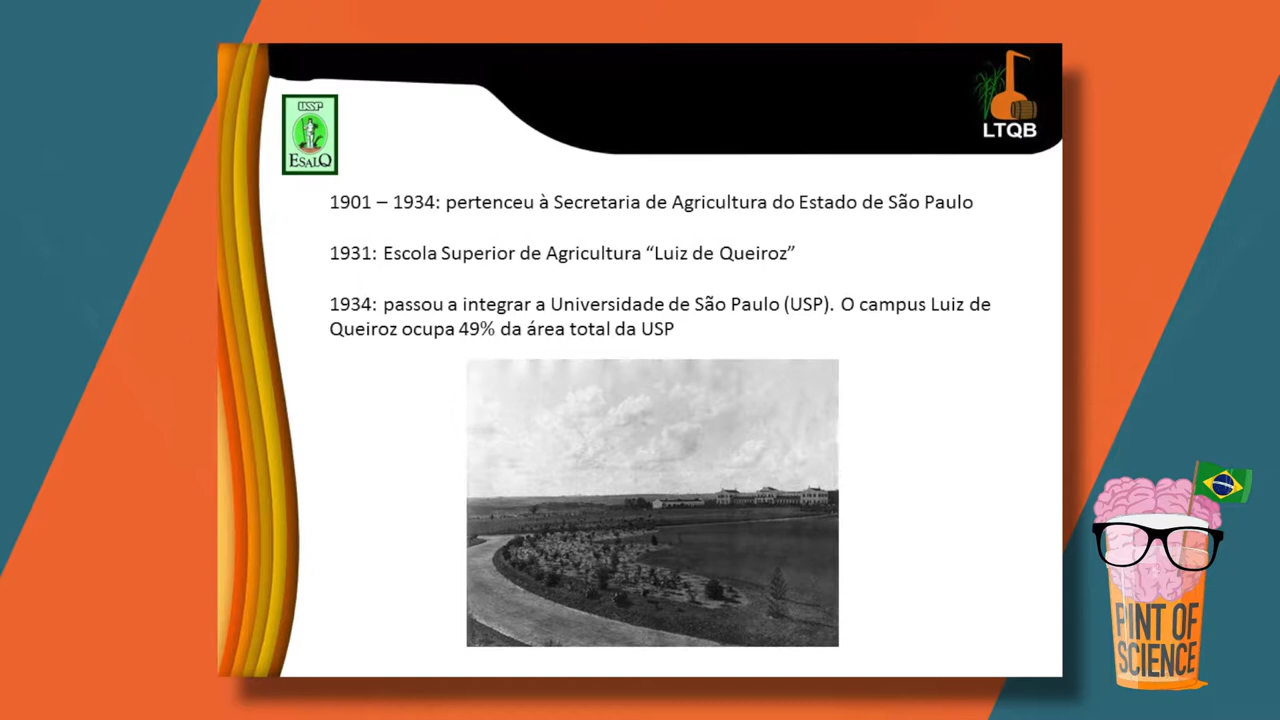 LTQB
USP
ESALQ
1901 – 1934: pertenceu à Secretaria de Agricultura do Estado de São Paulo
1931: Escola Superior de Agricultura “Luiz de Queiroz”
1934: passou a integrar a Universidade de São Paulo (USP). O campus Luiz de
Queiroz ocupa 49% da área total da USP
PINT OF
SCIENCE